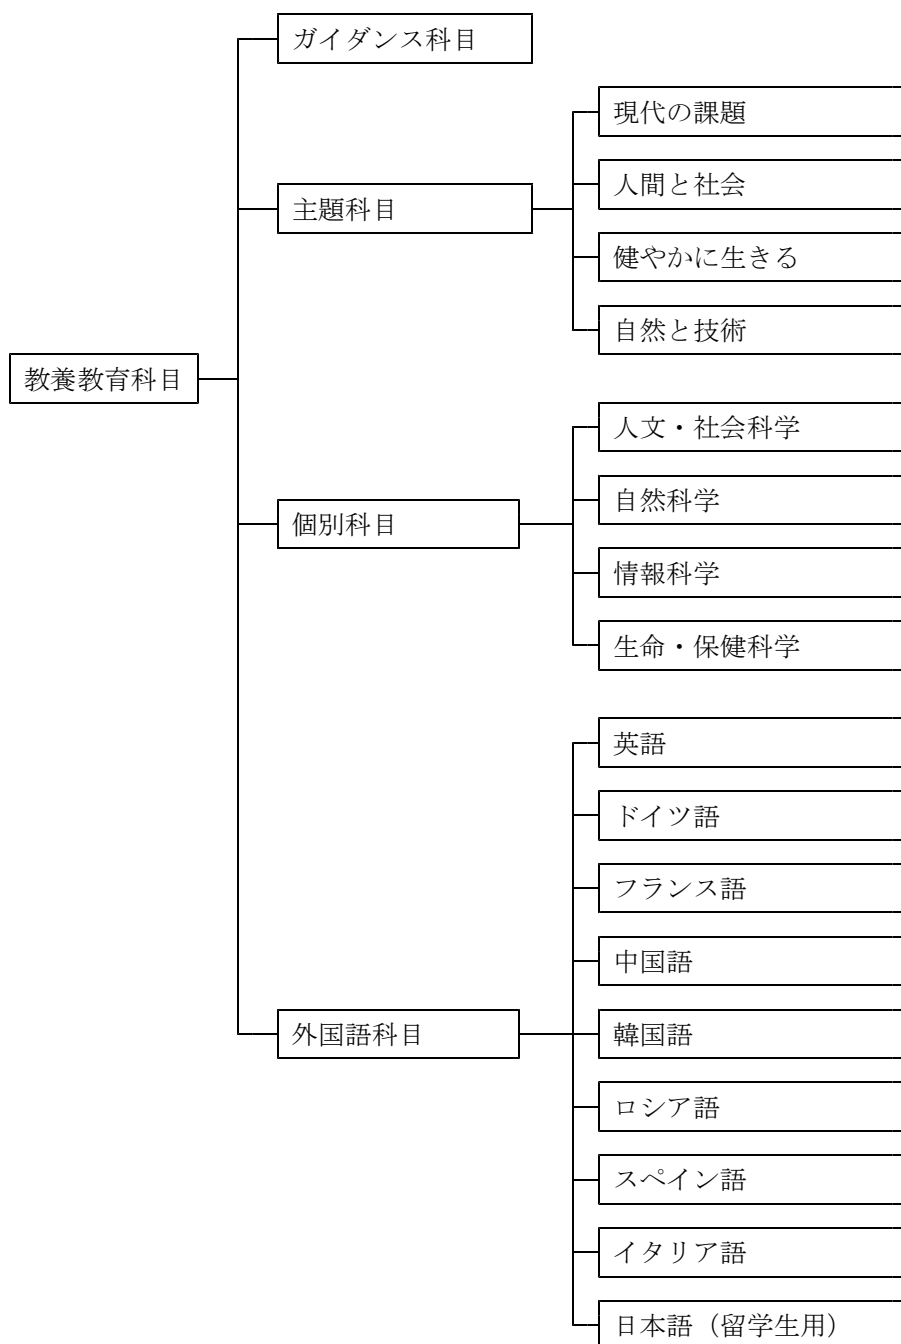 ガイダンス科目
現代の課題
人間と社会
主題科目
健やかに生きる
自然と技術
教養教育科目
人文・社会科学
自然科学
個別科目
情報科学
生命・保健科学
英語
ドイツ語
フランス語
中国語
外国語科目
韓国語
ロシア語
スペイン語
イタリア語
日本語（留学生用）